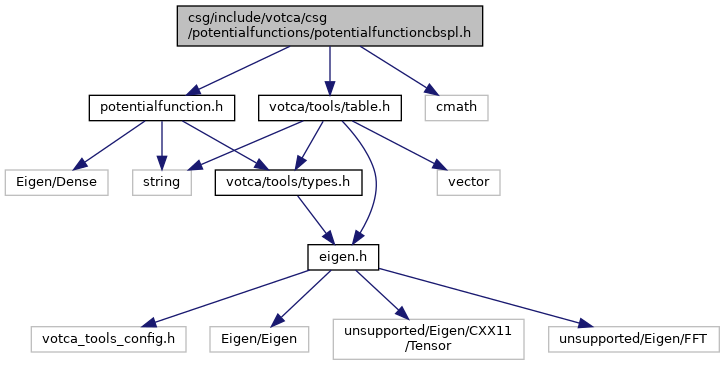 csg/include/votca/csg
/potentialfunctions/potentialfunctioncbspl.h
potentialfunction.h
votca/tools/table.h
cmath
Eigen/Dense
string
votca/tools/types.h
vector
eigen.h
votca_tools_config.h
Eigen/Eigen
unsupported/Eigen/CXX11
/Tensor
unsupported/Eigen/FFT